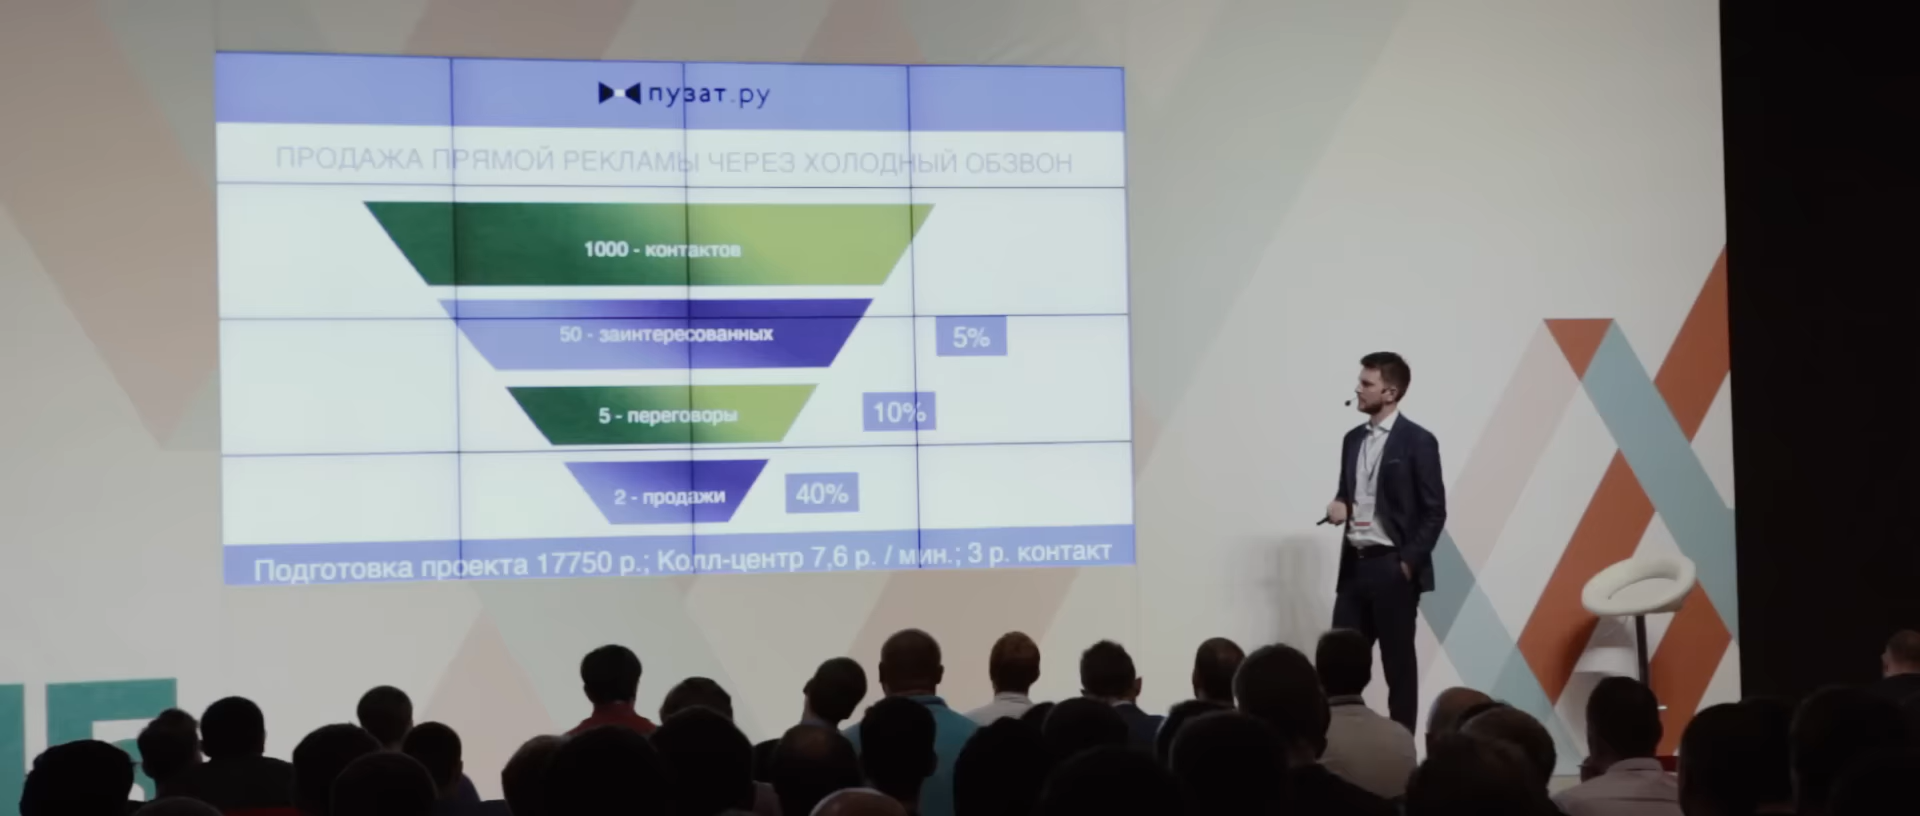 пузат.ру
ПРОДАЖА ПРЯМОЙ РЕКЛАМЫ ЧЕРЕЗ ХОЛОДНЫЙ ОБЗВОН
1000 - контактов
50 - заинтересованных
5%
5 - переговоры
10%
2 - продажи
40%
Подготовка проекта 17750 р.; Колл-центр 7,6 р. / мин.; 3 р. контакт